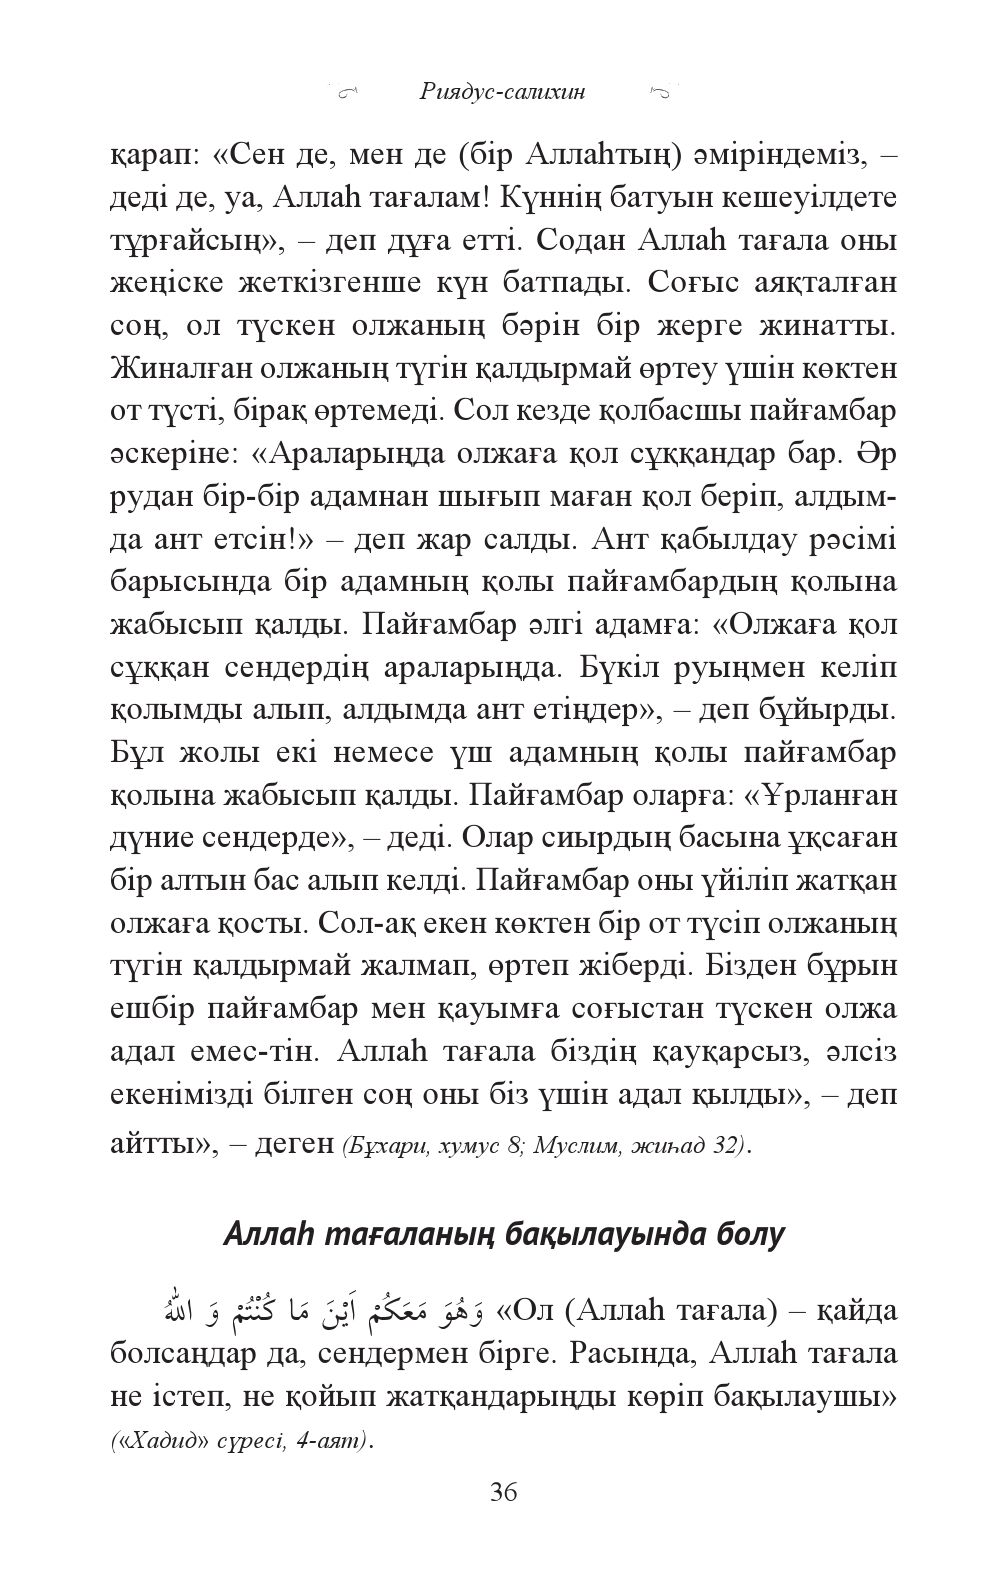 Риядус-салихин
қарап: «Сен де, мен де (бір Аллаһтың) әміріндеміз, –
деді де, уа, Аллаһ тағалам! Күннің батуын кешеуілдете
тұрғайсың», – деп дұға етті. Содан Аллаһ тағала оны
жеңіске жеткізгенше күн батпады. Соғыс аяқталған
соң, ол түскен олжаның бәрін бір жерге жинатты.
Жиналған олжаның түгін қалдырмай өртеу үшін көктен
от түсті, бірақ өртемеді. Сол кезде қолбасшы пайғамбар
әскеріне: «Араларыңда олжаға қол сұққандар бар. Әр
рудан бір-бір адамнан шығып маған қол беріп, алдым-
да ант етсін!» – деп жар салды. Ант қабылдау рәсімі
барысында бір адамның қолы пайғамбардың қолына
жабысып қалды. Пайғамбар әлгі адамға: «Олжаға қол
сұққан сендердің араларыңда. Бүкіл руыңмен келіп
қолымды алып, алдымда ант етіңдер», – деп бұйырды.
Бұл жолы екі немесе үш адамның қолы пайғамбар
қолына жабысып қалды. Пайғамбар оларға: «Ұрланған
дүние сендерде», – деді. Олар сиырдың басына ұқсаған
бір алтын бас алып келді. Пайғамбар оны үйіліп жатқан
олжаға қосты. Сол-ақ екен көктен бір от түсіп олжаның
түгін қалдырмай жалмап, өртеп жіберді. Бізден бұрын
ешбір пайғамбар мен қауымға соғыстан түскен олжа
адал емес-тін. Аллаһ тағала біздің қауқарсыз, әлсіз
екенімізді білген соң оны біз үшін адал қылды», – деп
айтты», – деген (Бұхари, хумус 8; Муслим, жиһад 32).
Аллаһ тағаланың бақылауында болу
وَهُوَ مَعَكُمْ اَيْنَ مَا كُنْتُمْ وَ اللهُ «Ол (Аллаһ тағала) – қайда
болсаңдар да, сендермен бірге. Расында, Аллаһ тағала
не істеп, не қойып жатқандарыңды көріп бақылаушы»
(«Хадид» сүресі, 4-аят).
36